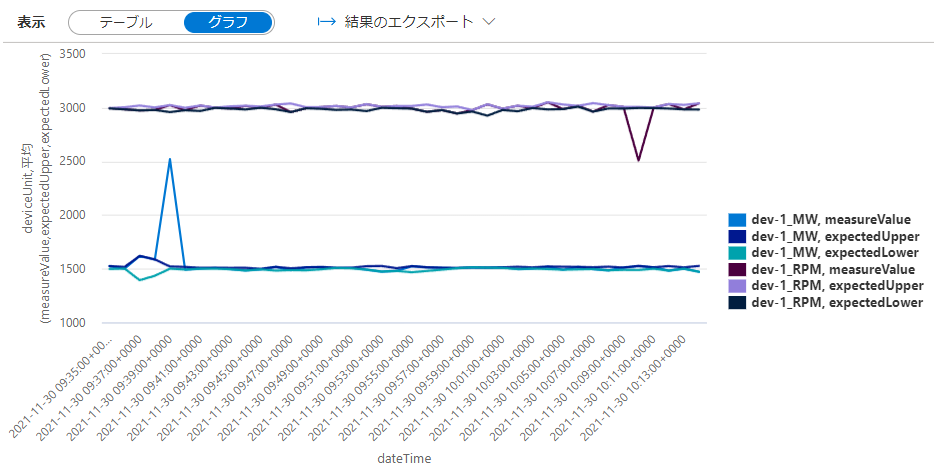 表示
テーブル
グラフ
結果のエクスポート
3500
3000
2500
2000
1500
1000
deviceUnit,平均
(measureValue,expectedUpper,expectedLower)
2021-11-30 09:35:00+00...
2021-11-30 09:37:00+0000
2021-11-30 09:39:00+0000
2021-11-30 09:41:00+0000
2021-11-30 09:43:00+0000
2021-11-30 09:45:00+0000
2021-11-30 09:47:00+0000
2021-11-30 09:49:00+0000
2021-11-30 09:51:00+0000
2021-11-30 09:53:00+0000
2021-11-30 09:55:00+0000
2021-11-30 09:57:00+0000
2021-11-30 09:59:00+0000
2021-11-30 10:01:00+0000
2021-11-30 10:03:00+0000
2021-11-30 10:05:00+0000
2021-11-30 10:07:00+0000
2021-11-30 10:09:00+0000
2021-11-30 10:11:00+0000
2021-11-30 10:13:00+0000
dateTime
dev-1_MW, measureValue
dev-1_MW, expectedUpper
dev-1_MW, expectedLower
dev-1_RPM, measureValue
dev-1_RPM, expectedUpper
dev-1_RPM, expectedLower